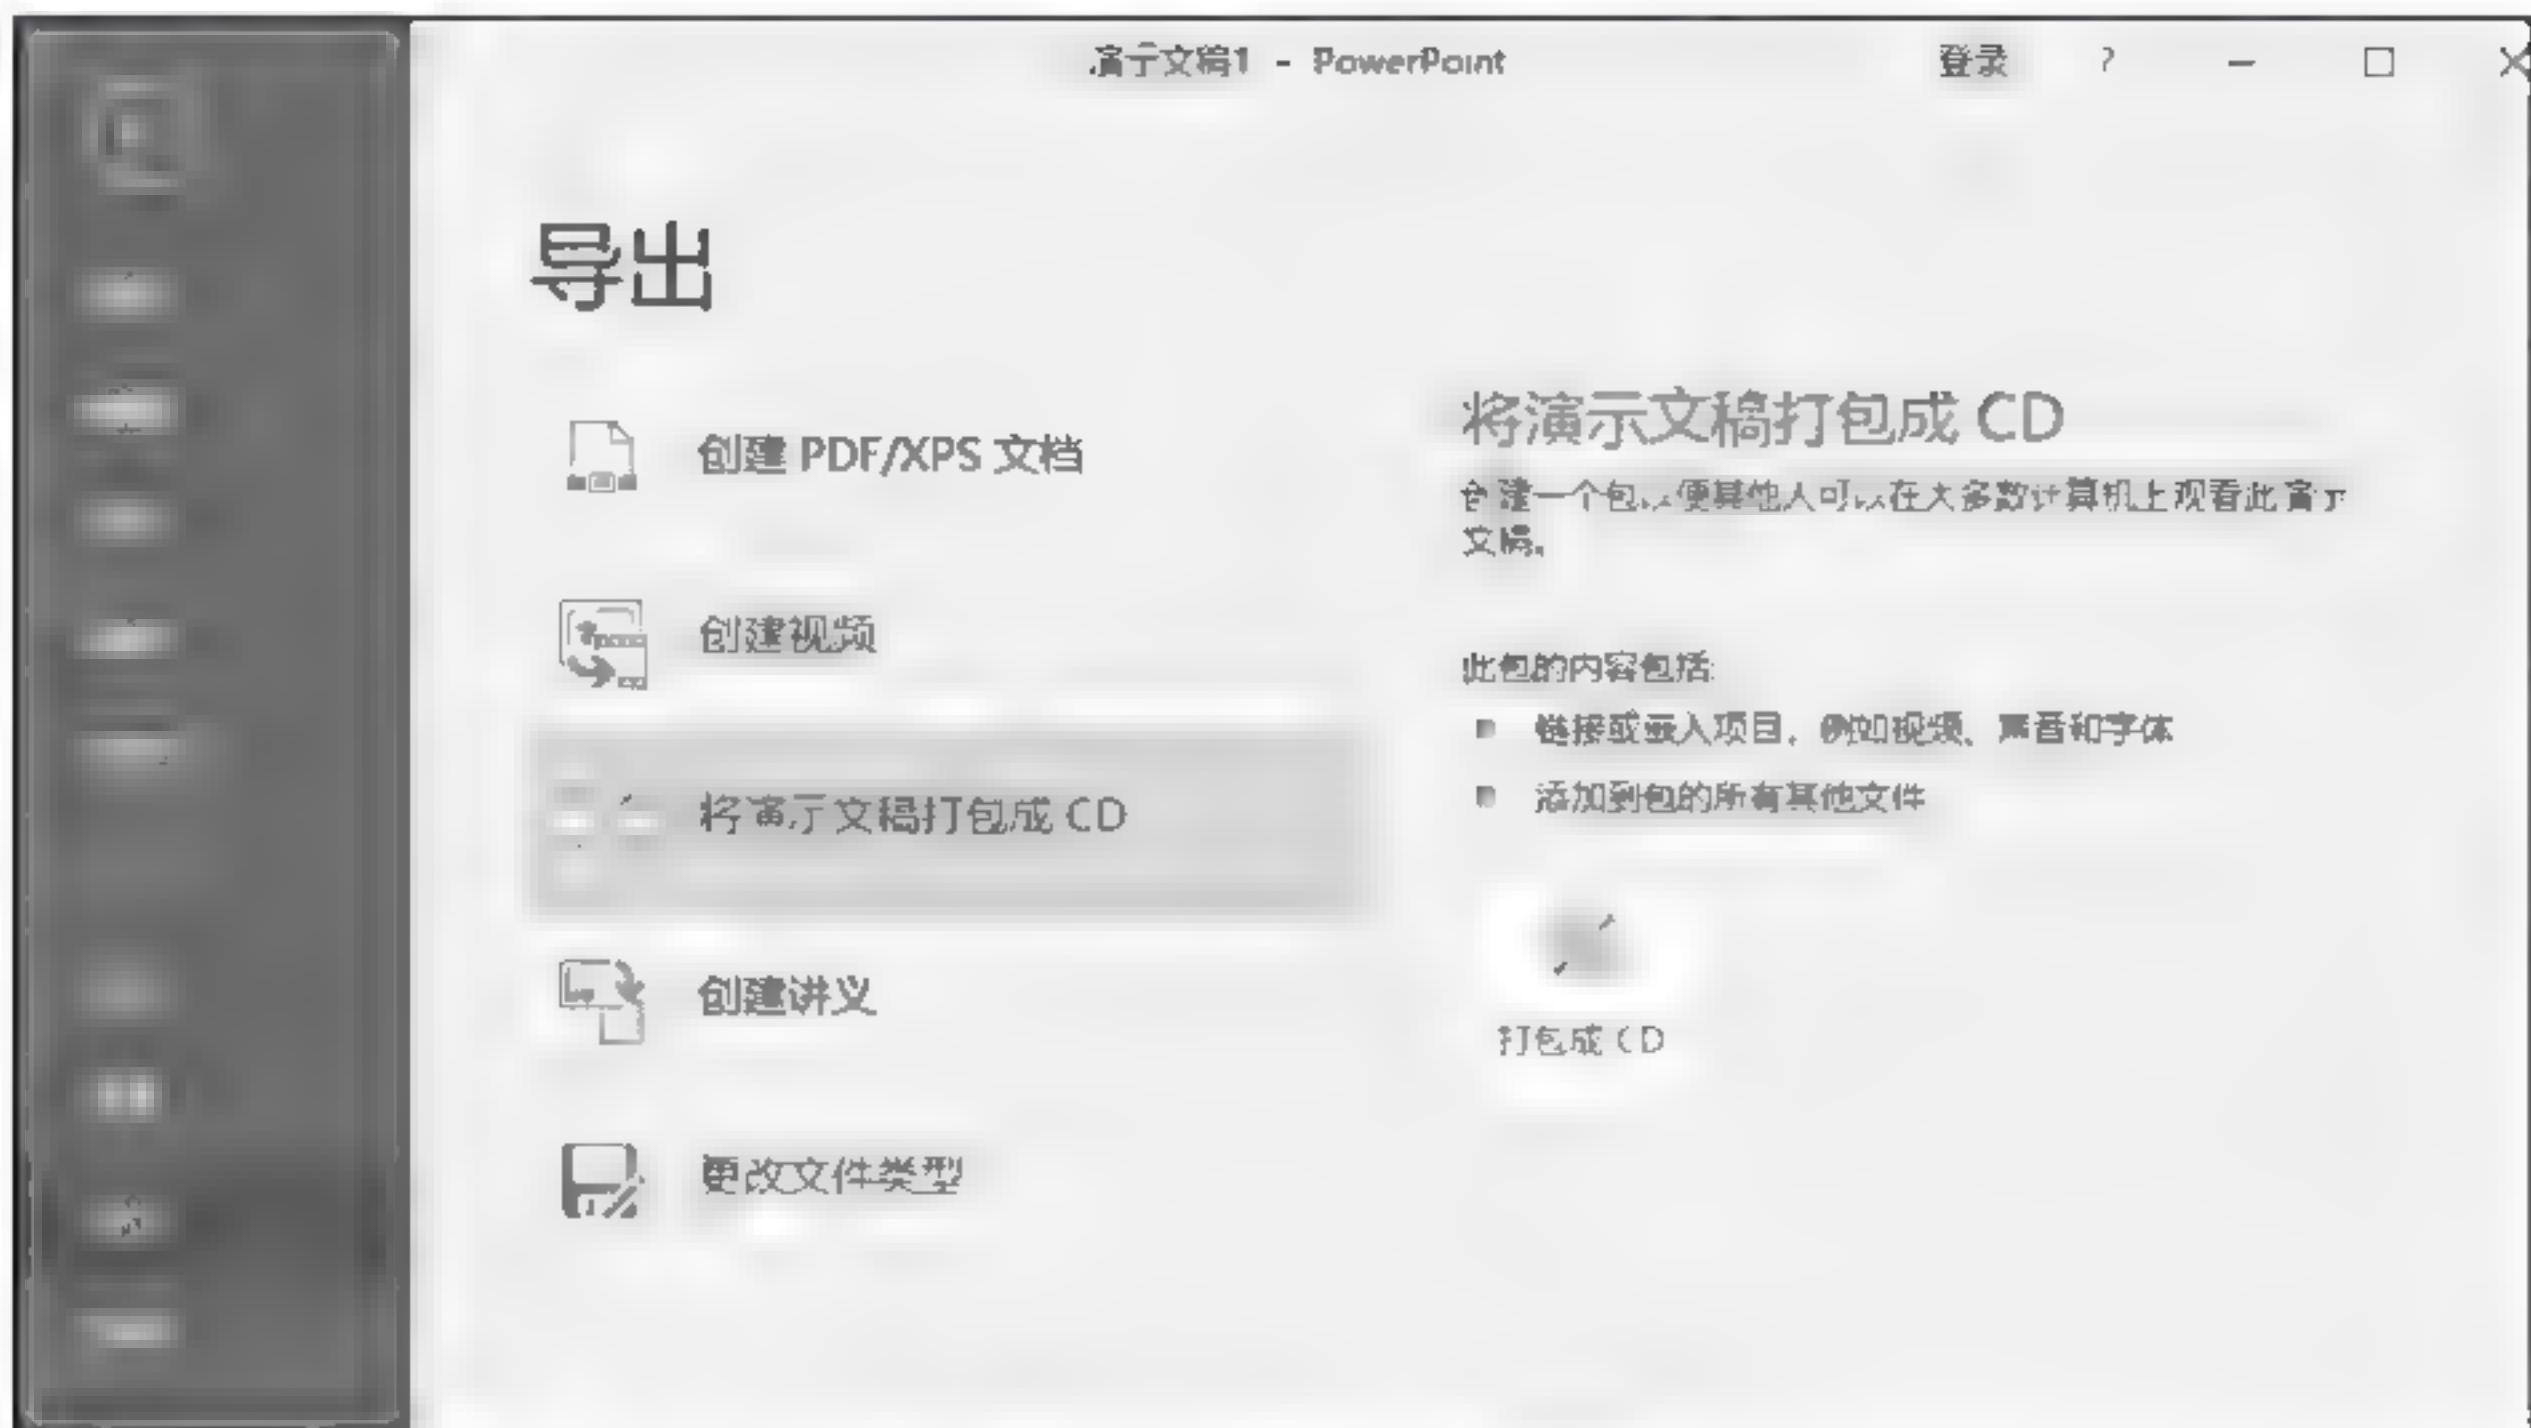 演示文稿1 - PowerPoint
登录 ?
导出
创建 PDF/XPS 文档
创建视频
将演示文稿打包成 CD
创建讲义
更改文件类型
将演示文稿打包成 CD
创建一个包以便其他人可以在大多数计算机上观看此演示
文稿。
此包的内容包括:
链接或嵌入项目，例如视频、声音和字体
添加到包的所有其他文件
打包成 CD